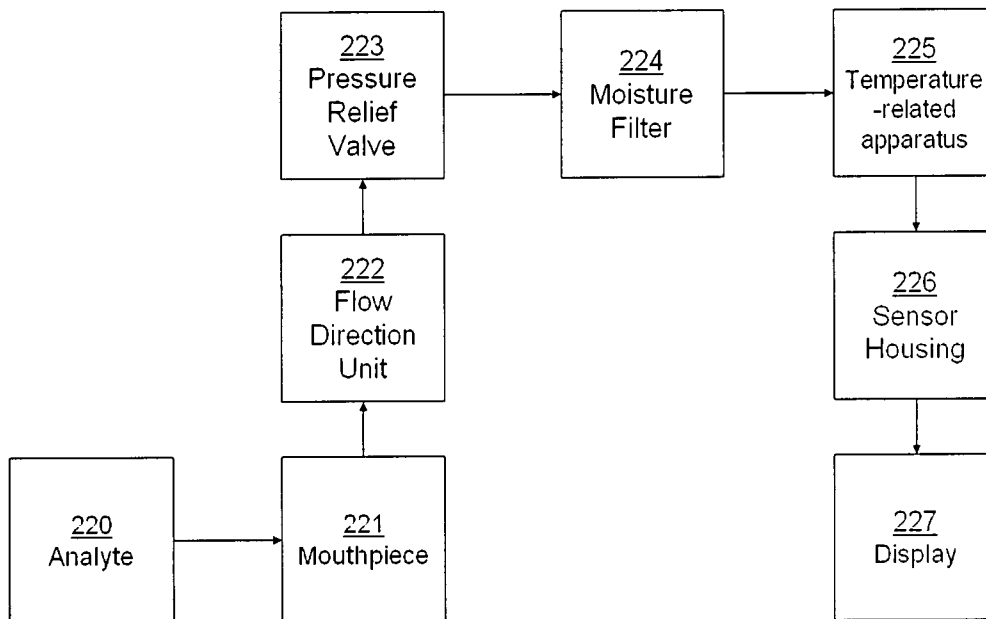 223
Pressure
Relief
Valve
224
Moisture
Filter
225
Temperature
-related
apparatus
222
Flow
Direction
Unit
226
Sensor
Housing
220
Analyte
221
Mouthpiece
227
Display